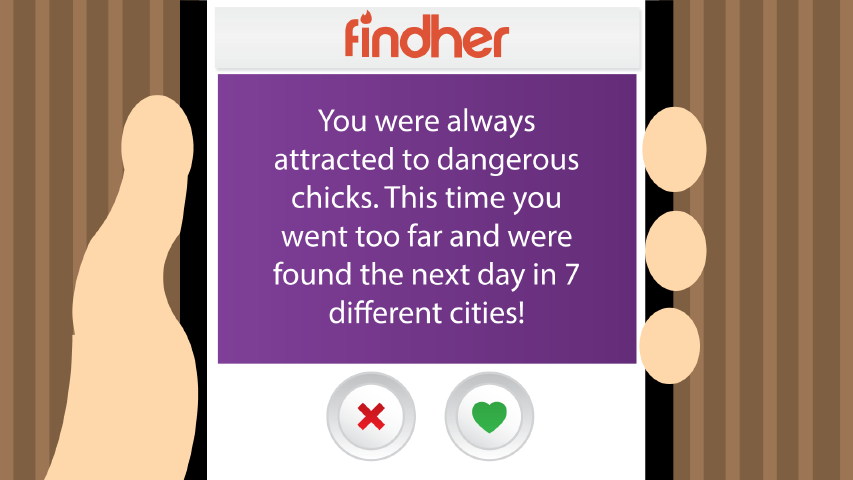 findher
You were always
attracted to dangerous
chicks. This time you
went too far and were
found the next day in 7
different cities!